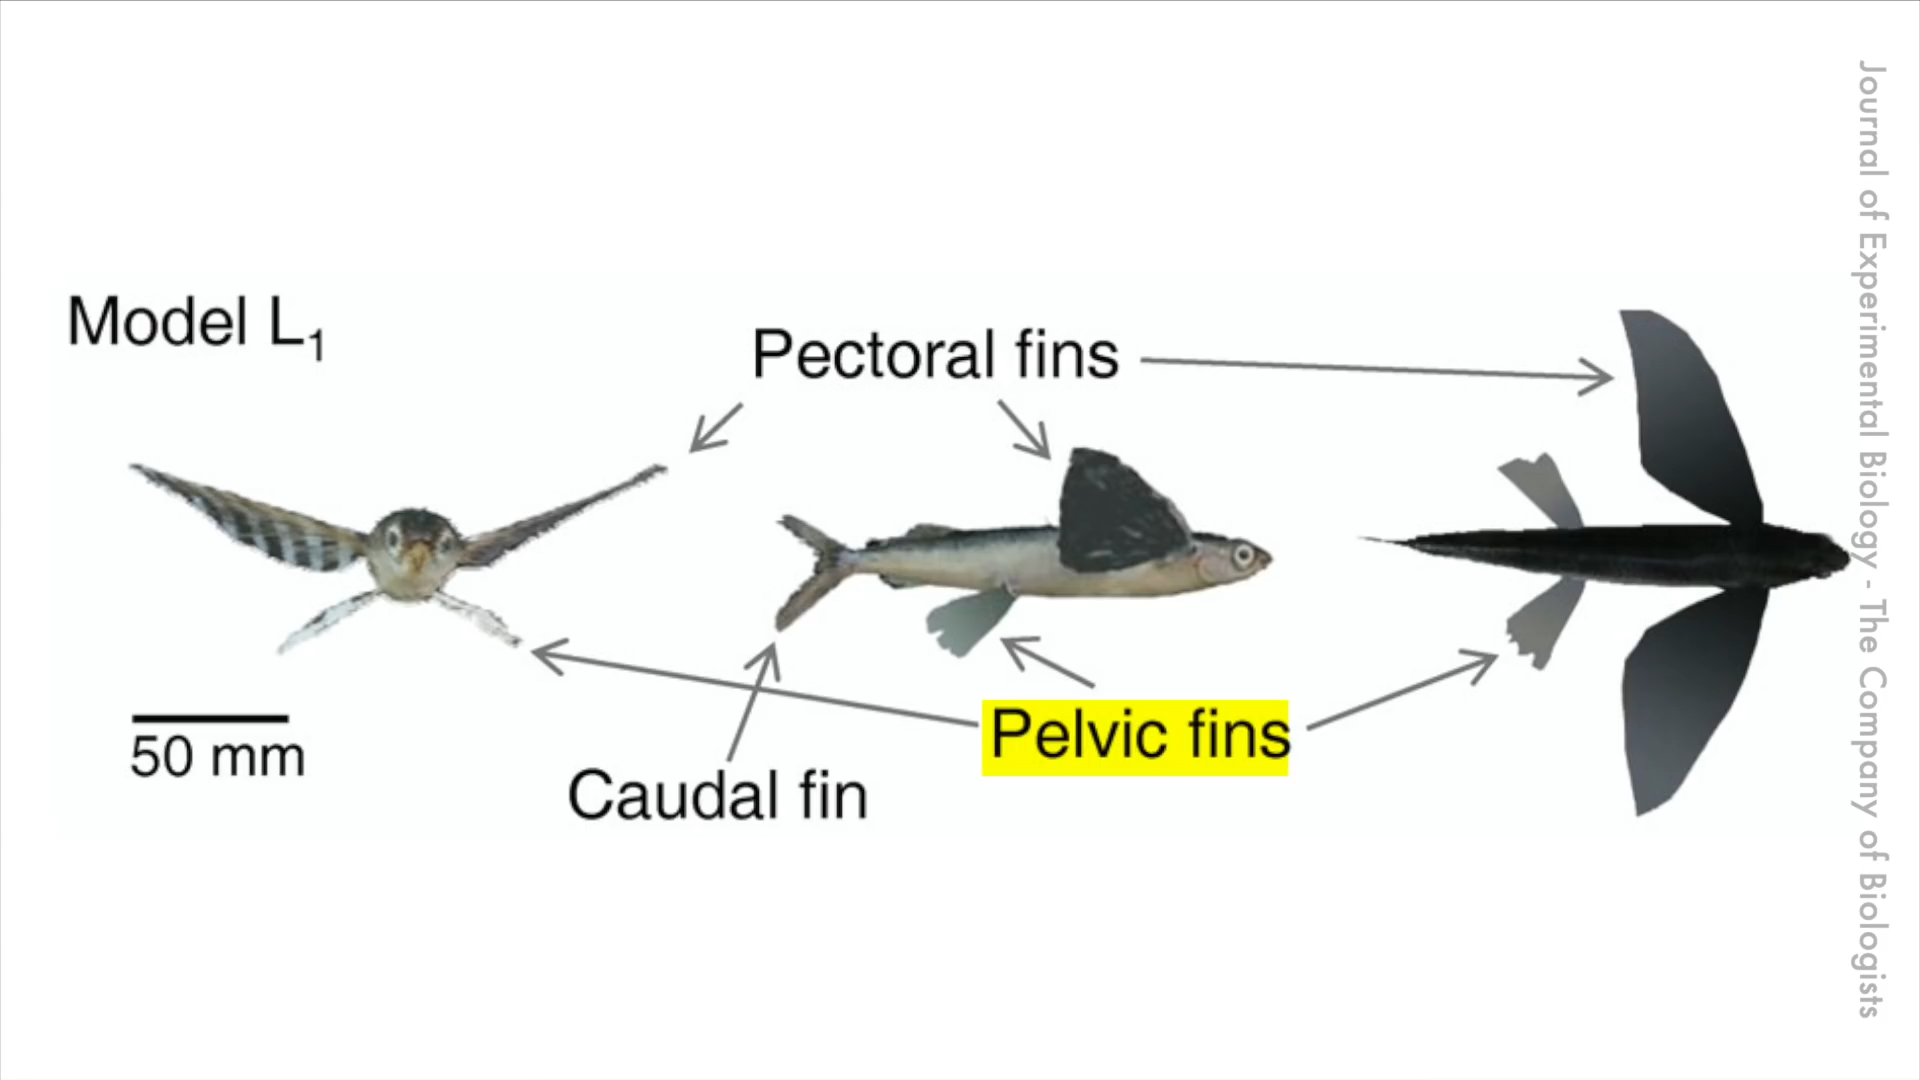 Model L₁
Pectoral fins
50 mm
Caudal fin
Pelvic fins
Journal of Experimental Biology - The Company of Biologists